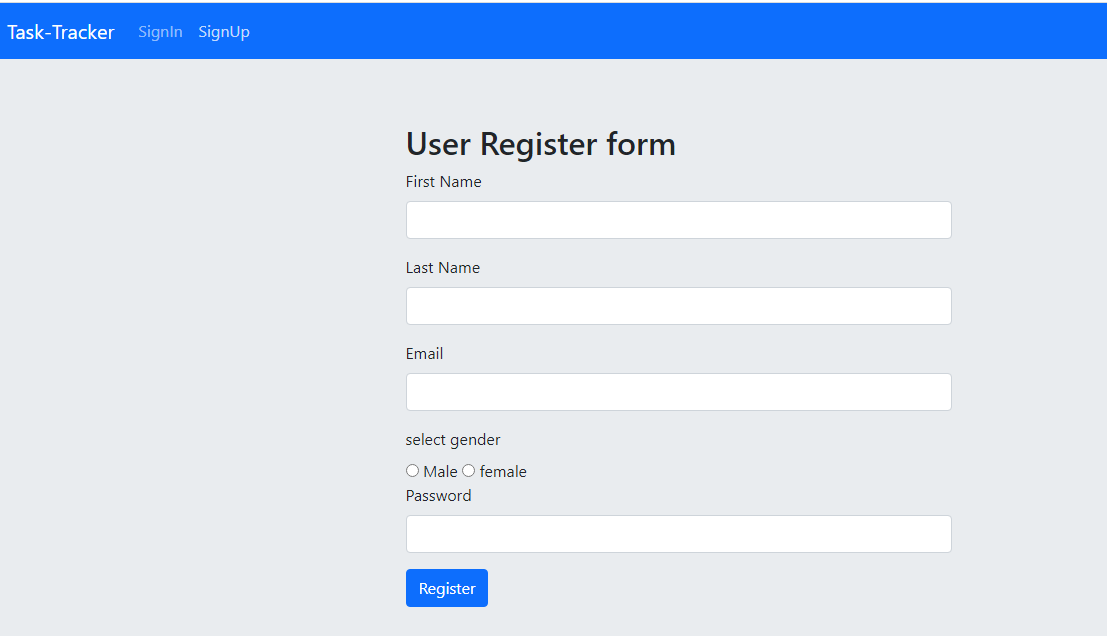 Task-Tracker SignIn SignUp
User Register form
First Name
Last Name
Email
select gender
Male female
Password
Register